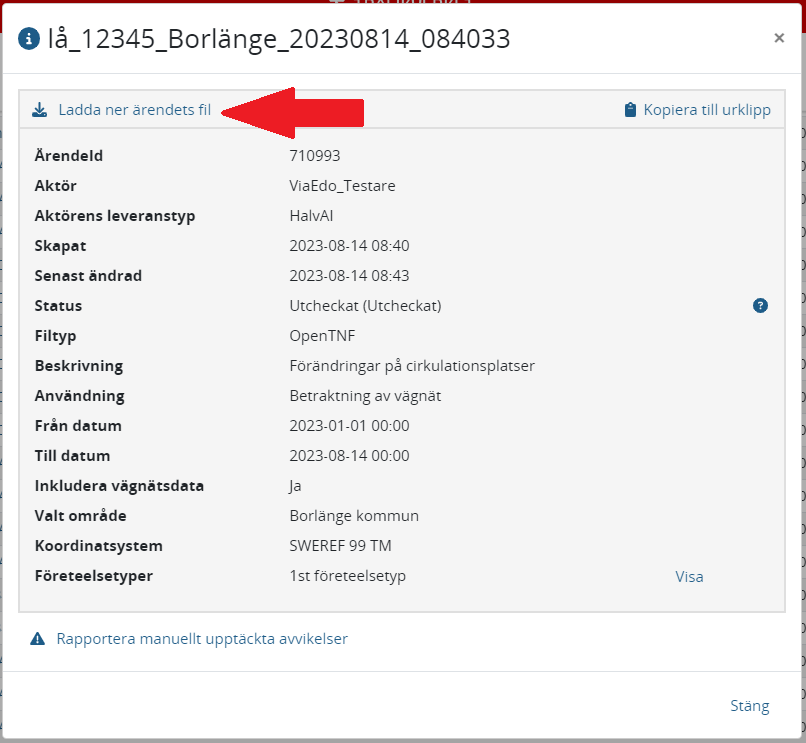 lå_12345_Borlänge_20230814_084033
×
Ladda ner ärendets fil Kopiera till urklipp
ÄrendeId 710993
Aktör ViaEdo_Testare
Aktörens leveranstyp HalvAI
Skapat 2023-08-14 08:40
Senast ändrad 2023-08-14 08:43
Status Utcheckat (Utcheckat)
Filtyp OpenTNF
Beskrivning Förändringar på cirkulationsplatser
Användning Betraktning av vägnät
Från datum 2023-01-01 00:00
Till datum 2023-08-14 00:00
Inkludera vägnätsdata Ja
Valt område Borlänge kommun
Koordinatsystem SWEREF 99 TM
Företeelsetyper 1st företeelsetyp Visa
Rapportera manuellt upptäckta avvikelser
Stäng